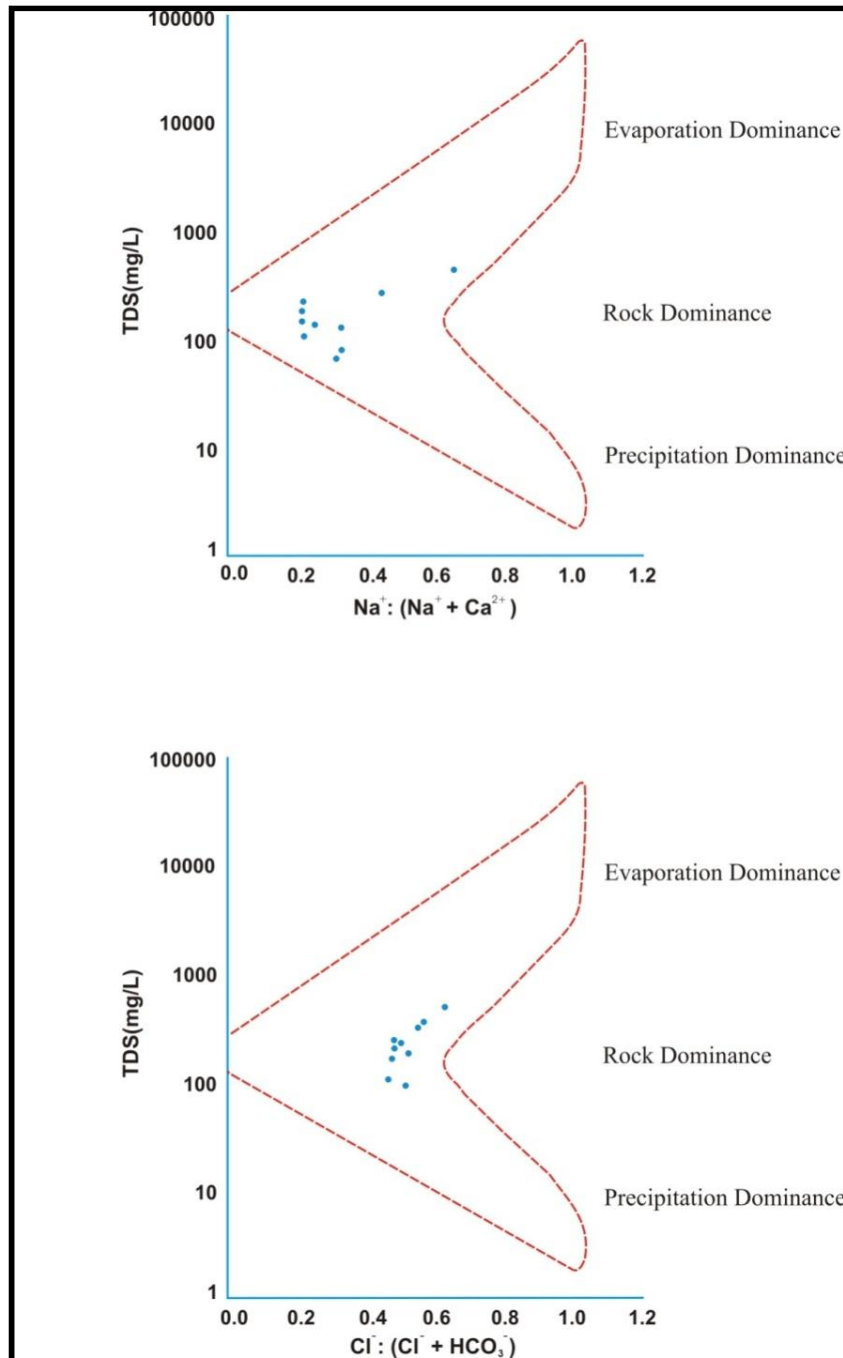 100000
10000
1000
100
10
1
TDS(mg/L)
Evaporation Dominance
Rock Dominance
Precipitation Dominance
0.0 0.2 0.4 0.6 0.8 1.0 1.2
Na⁺: (Na⁺ + Ca²⁺)
100000
10000
1000
100
10
1
TDS(mg/L)
Evaporation Dominance
Rock Dominance
Precipitation Dominance
0.0 0.2 0.4 0.6 0.8 1.0 1.2
Cl⁻: (Cl⁻ + HCO₃⁻)